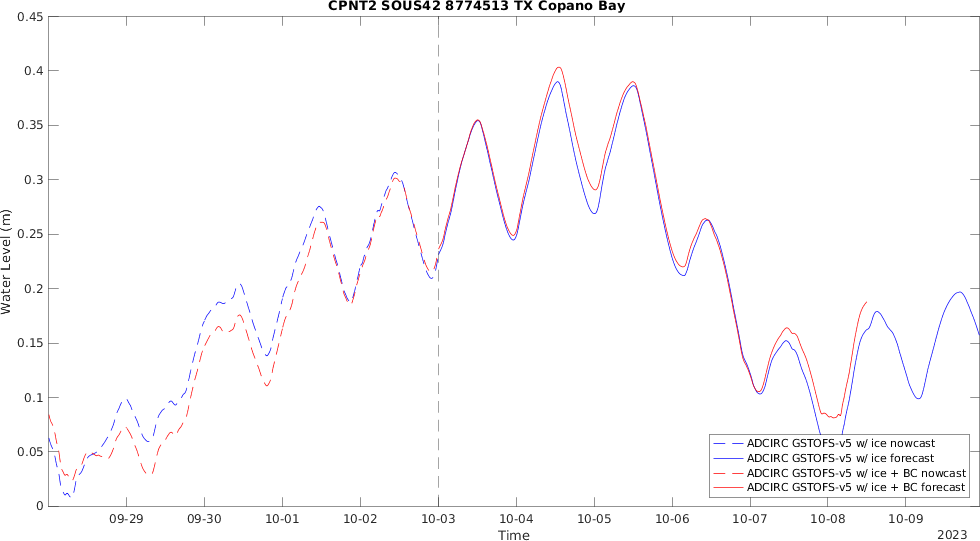 CPNT2 SOUS42 8774513 TX Copano Bay
0.45
0.4
0.35
0.3
0.25
0.2
0.15
0.1
0.05
0
Water Level (m)
09-29 09-30 10-01 10-02 10-03 10-04 10-05 10-06 10-07 10-08 10-09
Time
2023
ADCIRC GSTOFS-v5 w/ ice nowcast
ADCIRC GSTOFS-v5 w/ ice forecast
ADCIRC GSTOFS-v5 w/ ice + BC nowcast
ADCIRC GSTOFS-v5 w/ ice + BC forecast